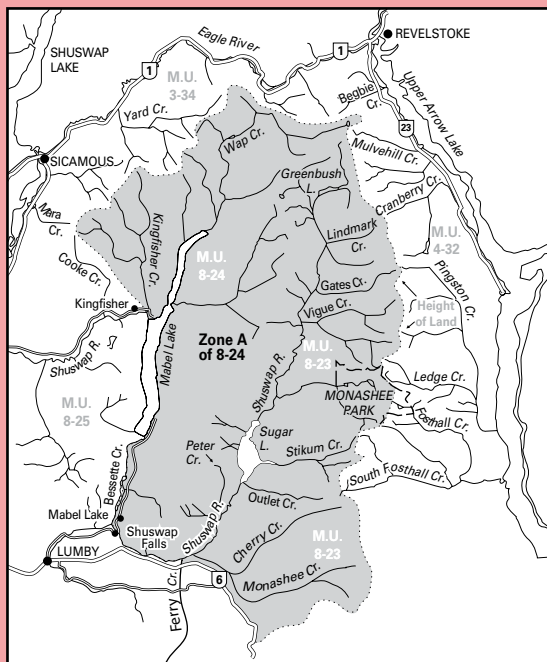 SHUSWAP
LAKE
Eagle River
1
1
REVELSTOKE
M.U.
3-34
Yard Cr.
Begbie
Cr.
23
Upper Arrow Lake
Wap Cr.
Mulvehill Cr.
SICAMOUS
Greenbush
L.
Cranberry Cr.
Mara
Cr.
Kingfisher Cr.
Lindmark
Cr.
M.U.
4-32
M.U.
8-24
Cooke Cr.
Gates Cr.
Pingston Cr.
Kingfisher
Vigue Cr.
Height
of Land
Mabel Lake
Zone A
of 8-24
Shuswap R.
Shuswap R.
M.U.
8-23
Ledge Cr.
MONASHEE
PARK
M.U.
8-25
Fosthall Cr.
Sugar
L.
Peter
Cr.
Stikum Cr.
South Fosthall Cr.
Bessette Cr.
Outlet Cr.
Mabel Lake
Shuswap
Falls
Shuswap R.
Cherry Cr.
M.U.
8-23
LUMBY
6
Monashee Cr.
Ferry Cr.